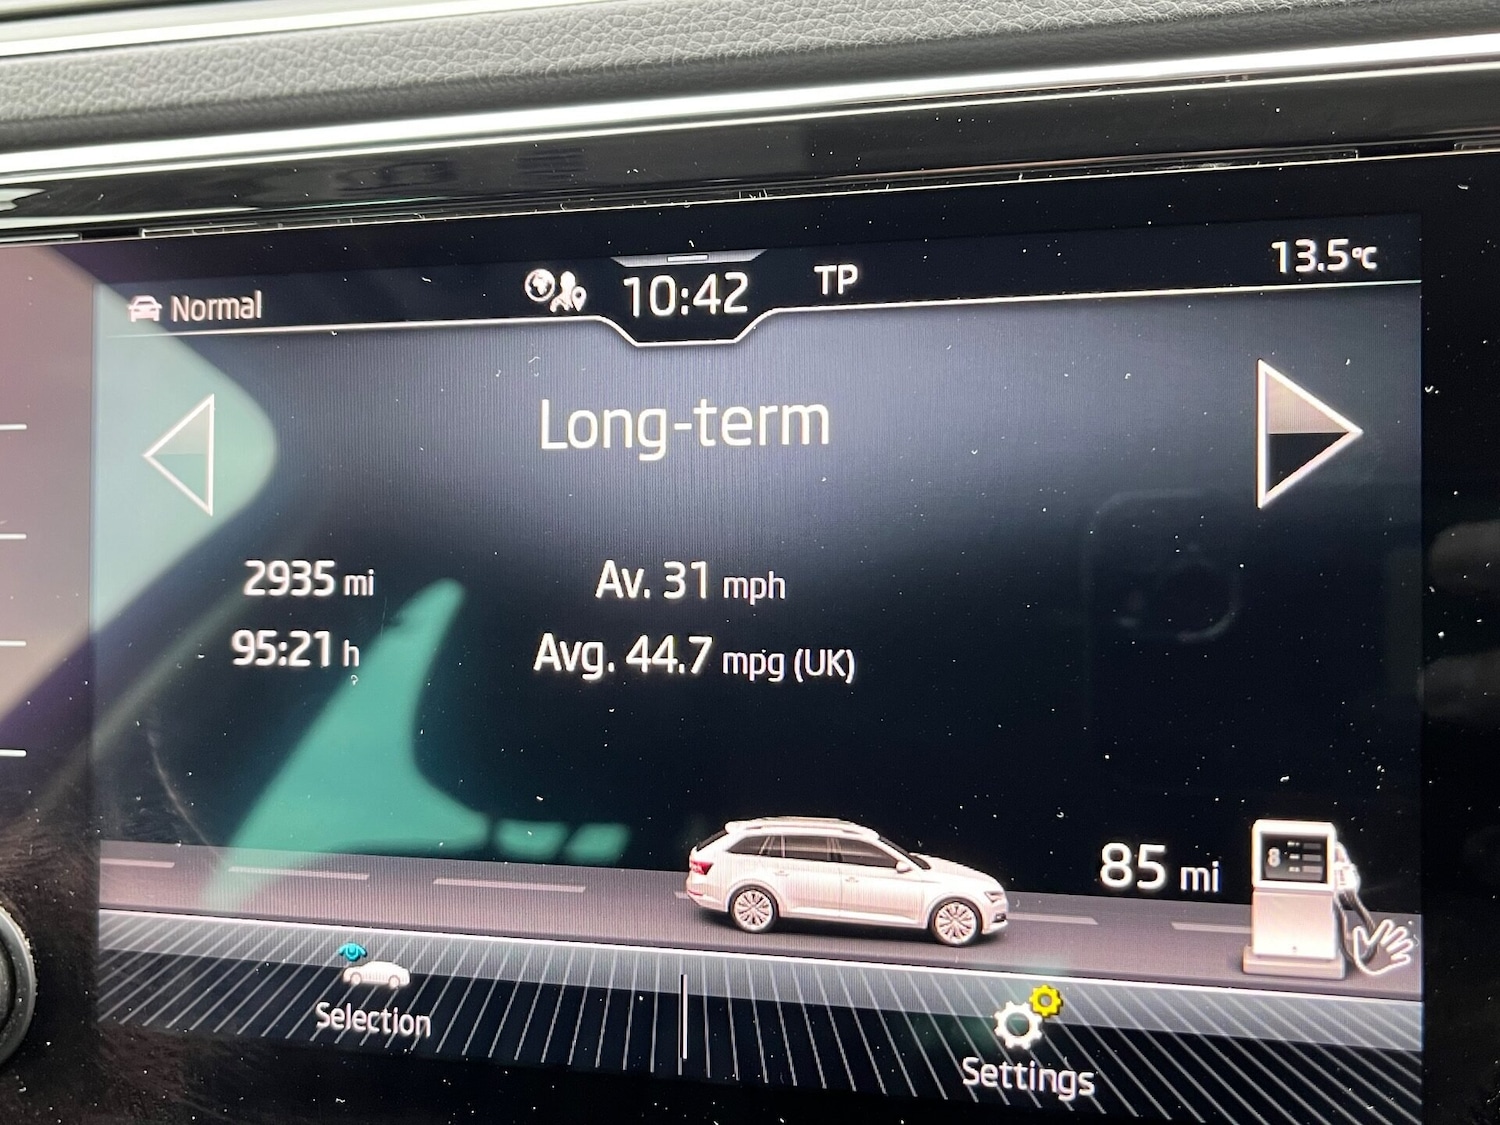 Normal
10:42
TP
13.5°C
Long-term
2935 mi
Av. 31 mph
95:21 h
Avg. 44.7 mpg (UK)
85 mi
8
Selection
Settings